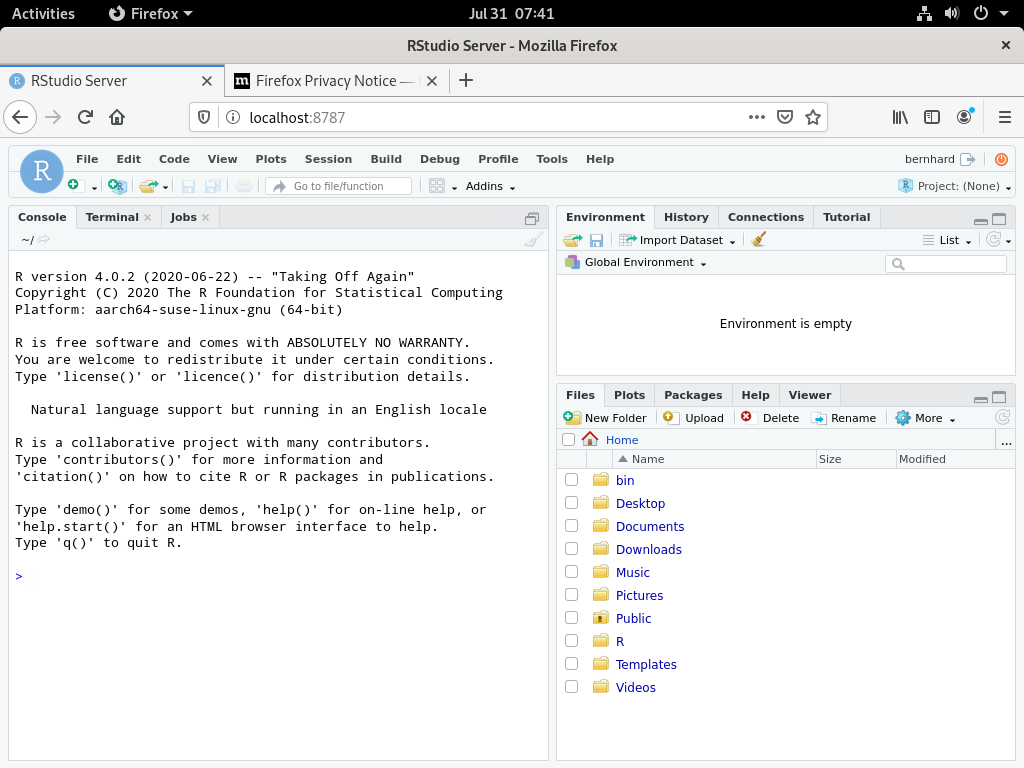 Activities Firefox Jul 31 07:41
RStudio Server - Mozilla Firefox
R RStudio Server m Firefox Privacy Notice —
localhost:8787
R File Edit Code View Plots Session Build Debug Profile Tools Help bernhard
Go to file/function Addins R Project: (None)
Console Terminal Jobs
~/
R version 4.0.2 (2020-06-22) -- "Taking Off Again"
Copyright (C) 2020 The R Foundation for Statistical Computing
Platform: aarch64-suse-linux-gnu (64-bit)
R is free software and comes with ABSOLUTELY NO WARRANTY.
You are welcome to redistribute it under certain conditions.
Type 'license()' or 'licence()' for distribution details.
Natural language support but running in an English locale
R is a collaborative project with many contributors.
Type 'contributors()' for more information and
'citation()' on how to cite R or R packages in publications.
Type 'demo()' for some demos, 'help()' for on-line help, or
'help.start()' for an HTML browser interface to help.
Type 'q()' to quit R.
>
Environment History Connections Tutorial
Import Dataset List
Global Environment
Environment is empty
Files Plots Packages Help Viewer
New Folder Upload Delete Rename More
Home ...
Name Size Modified
bin
Desktop
Documents
Downloads
Music
Pictures
Public
R
Templates
Videos